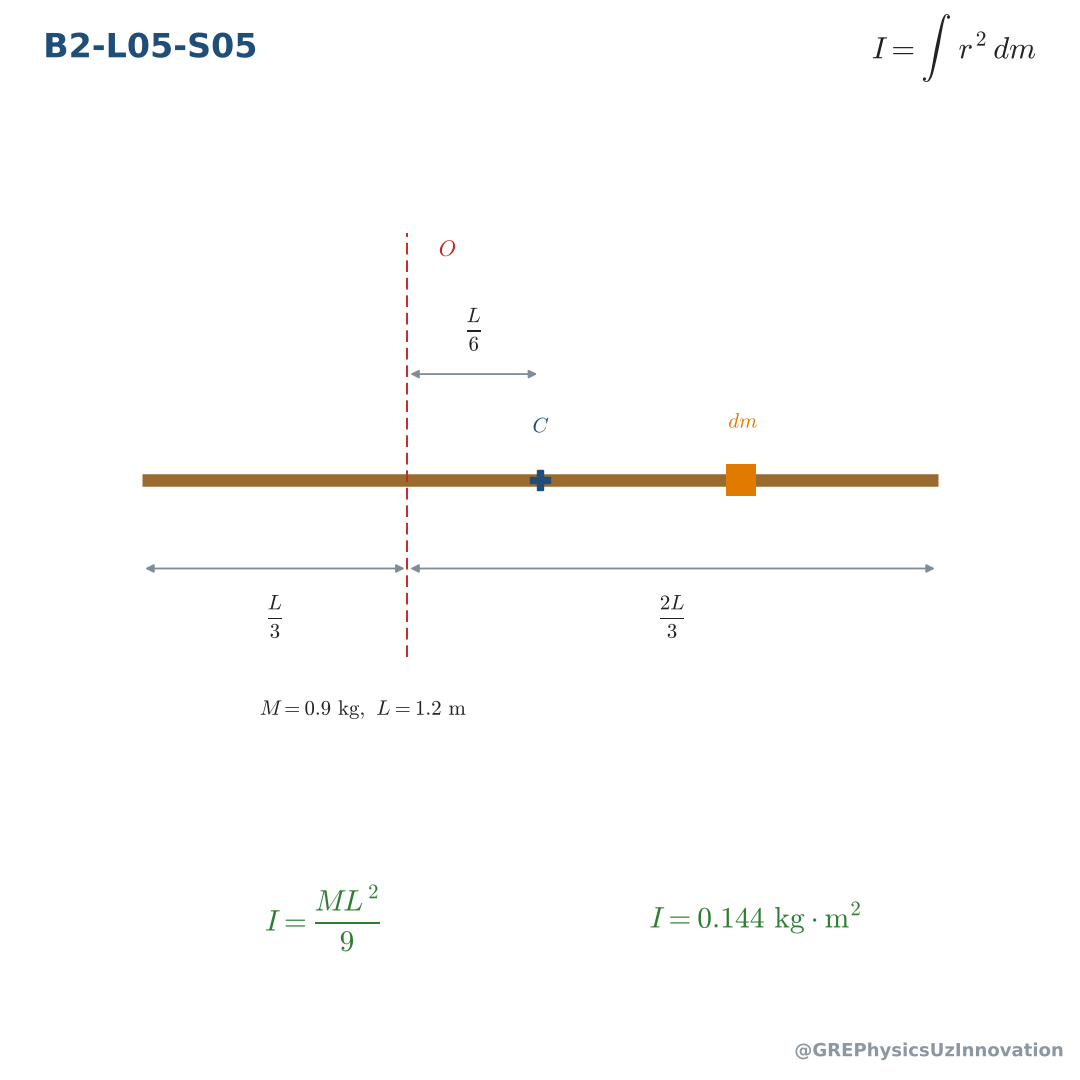 B2-L05-S05
I = ∫ r² dm
O
L/6
C
dm
L/3
2L/3
M = 0.9 kg, L = 1.2 m
I = ML²/9
I = 0.144 kg · m²
@GREPhysicsUzInnovation